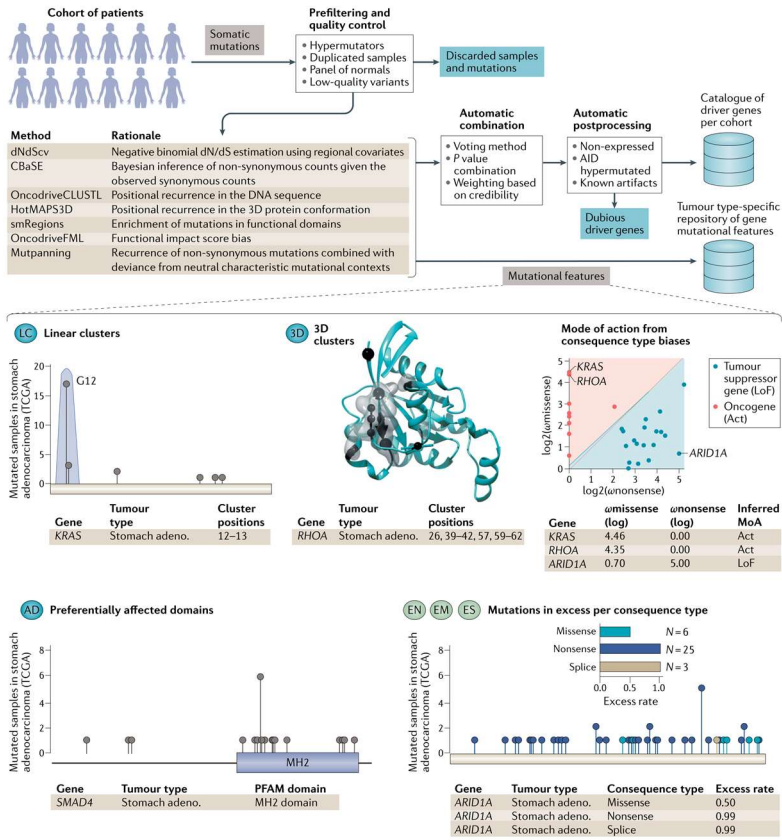 Cohort of patients
Somatic
mutations
Prefiltering and
quality control
• Hypermutators
• Duplicated samples
• Panel of normals
• Low-quality variants
Discarded samples
and mutations
Method Rationale
dNdScv Negative binomial dN/dS estimation using regional covariates
CBaSE Bayesian inference of non-synonymous counts given the
observed synonymous counts
OncodriveCLUSTL Positional recurrence in the DNA sequence
HotMAPS3D Positional recurrence in the 3D protein conformation
smRegions Enrichment of mutations in functional domains
OncodriveFML Functional impact score bias
Mutpanning Recurrence of non-synonymous mutations combined with
deviance from neutral characteristic mutational contexts
Automatic
combination
• Voting method
• P value
combination
• Weighting based
on credibility
Automatic
postprocessing
• Non-expressed
• AID
hypermutated
• Known artifacts
Dubious
driver genes
Catalogue of
driver genes
per cohort
Tumour type-specific
repository of gene
mutational features
Mutational features
LC Linear clusters
Mutated samples in stomach
adenocarcinoma (TCGA)
20
15
10
5
0
G12
Gene Tumour type Cluster positions
KRAS Stomach adeno. 12–13
3D 3D
clusters
Gene Tumour type Cluster positions
RHOA Stomach adeno. 26, 39–42, 57, 59–62
Mode of action from
consequence type biases
log2(ωmissense)
5
4
3
2
1
0
KRAS
RHOA
ARID1A
0 1 2 3 4 5
log2(ωnonsense)
Tumour
suppressor
gene (LoF)
Oncogene
(Act)
Gene ωmissense (log) ωnonsense (log) Inferred MoA
KRAS 4.46 0.00 Act
RHOA 4.35 0.00 Act
ARID1A 0.70 5.00 LoF
AD Preferentially affected domains
Mutated samples in stomach
adenocarcinoma (TCGA)
8
6
4
2
0
MH2
Gene Tumour type PFAM domain
SMAD4 Stomach adeno. MH2 domain
EN EM ES Mutations in excess per consequence type
Mutated samples in stomach
adenocarcinoma (TCGA)
8
6
4
2
0
Missense N = 6
Nonsense N = 25
Splice N = 3
0.0 0.5 1.0
Excess rate
Gene Tumour type Consequence type Excess rate
ARID1A Stomach adeno. Missense 0.50
ARID1A Stomach adeno. Nonsense 0.99
ARID1A Stomach adeno. Splice 0.99